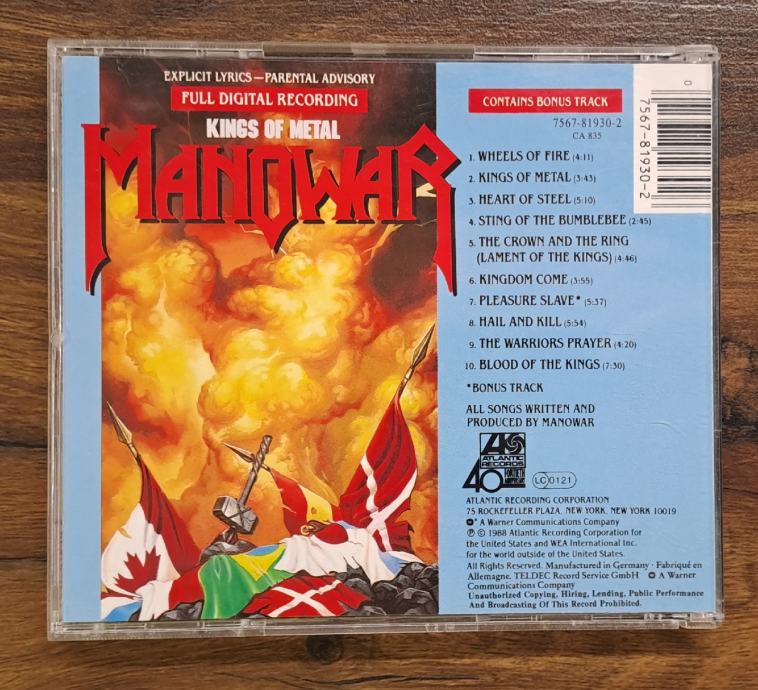 EXPLICIT LYRICS—PARENTAL ADVISORY
FULL DIGITAL RECORDING
KINGS OF METAL
MANOWAR
CONTAINS BONUS TRACK
7567-81930-2
CA 835
0
7567-81930-2
1. WHEELS OF FIRE (4:11)
2. KINGS OF METAL (3:43)
3. HEART OF STEEL (5:10)
4. STING OF THE BUMBLEBEE (2:45)
5. THE CROWN AND THE RING
(LAMENT OF THE KINGS) (4:46)
6. KINGDOM COME (3:55)
7. PLEASURE SLAVE* (5:37)
8. HAIL AND KILL (5:54)
9. THE WARRIORS PRAYER (4:20)
10. BLOOD OF THE KINGS (7:30)
*BONUS TRACK
ALL SONGS WRITTEN AND
PRODUCED BY MANOWAR
ATLANTIC
RECORDS
40
LC 0121
ATLANTIC RECORDING CORPORATION
75 ROCKEFELLER PLAZA, NEW YORK, NEW YORK 10019
* A Warner Communications Company
℗ © 1988 Atlantic Recording Corporation for
the United States and WEA International Inc.
for the world outside of the United States.
All Rights Reserved. Manufactured in Germany · Fabriqué en
Allemagne. TELDEC Record Service GmbH A Warner
Communications Company
Unauthorized Copying, Hiring, Lending, Public Performance
And Broadcasting Of This Record Prohibited.